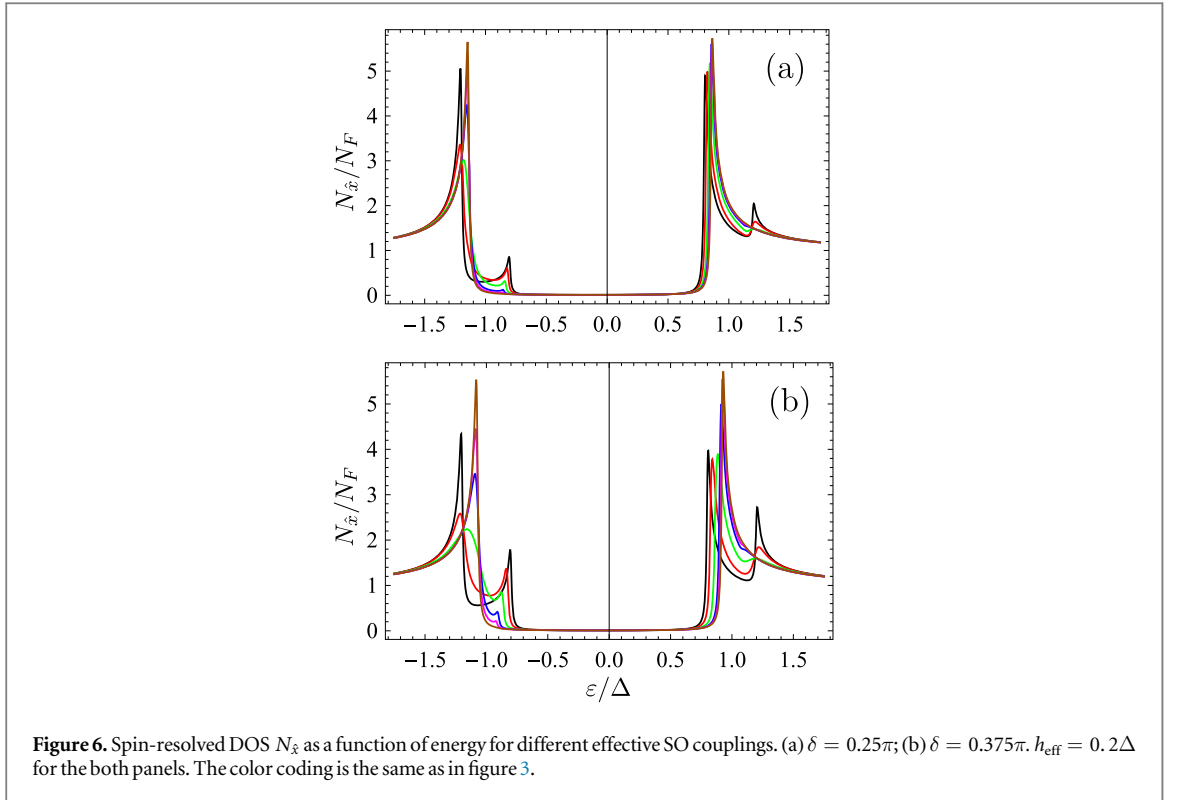 (a)
N_x̂/N_F
5
4
3
2
1
0
−1.5 −1.0 −0.5 0.0 0.5 1.0 1.5
(b)
N_x̂/N_F
5
4
3
2
1
0
−1.5 −1.0 −0.5 0.0 0.5 1.0 1.5
ε/Δ
Figure 6. Spin-resolved DOS N_x̂ as a function of energy for different effective SO couplings. (a) δ = 0.25π; (b) δ = 0.375π. h_eff = 0.2Δ
for the both panels. The color coding is the same as in figure 3.